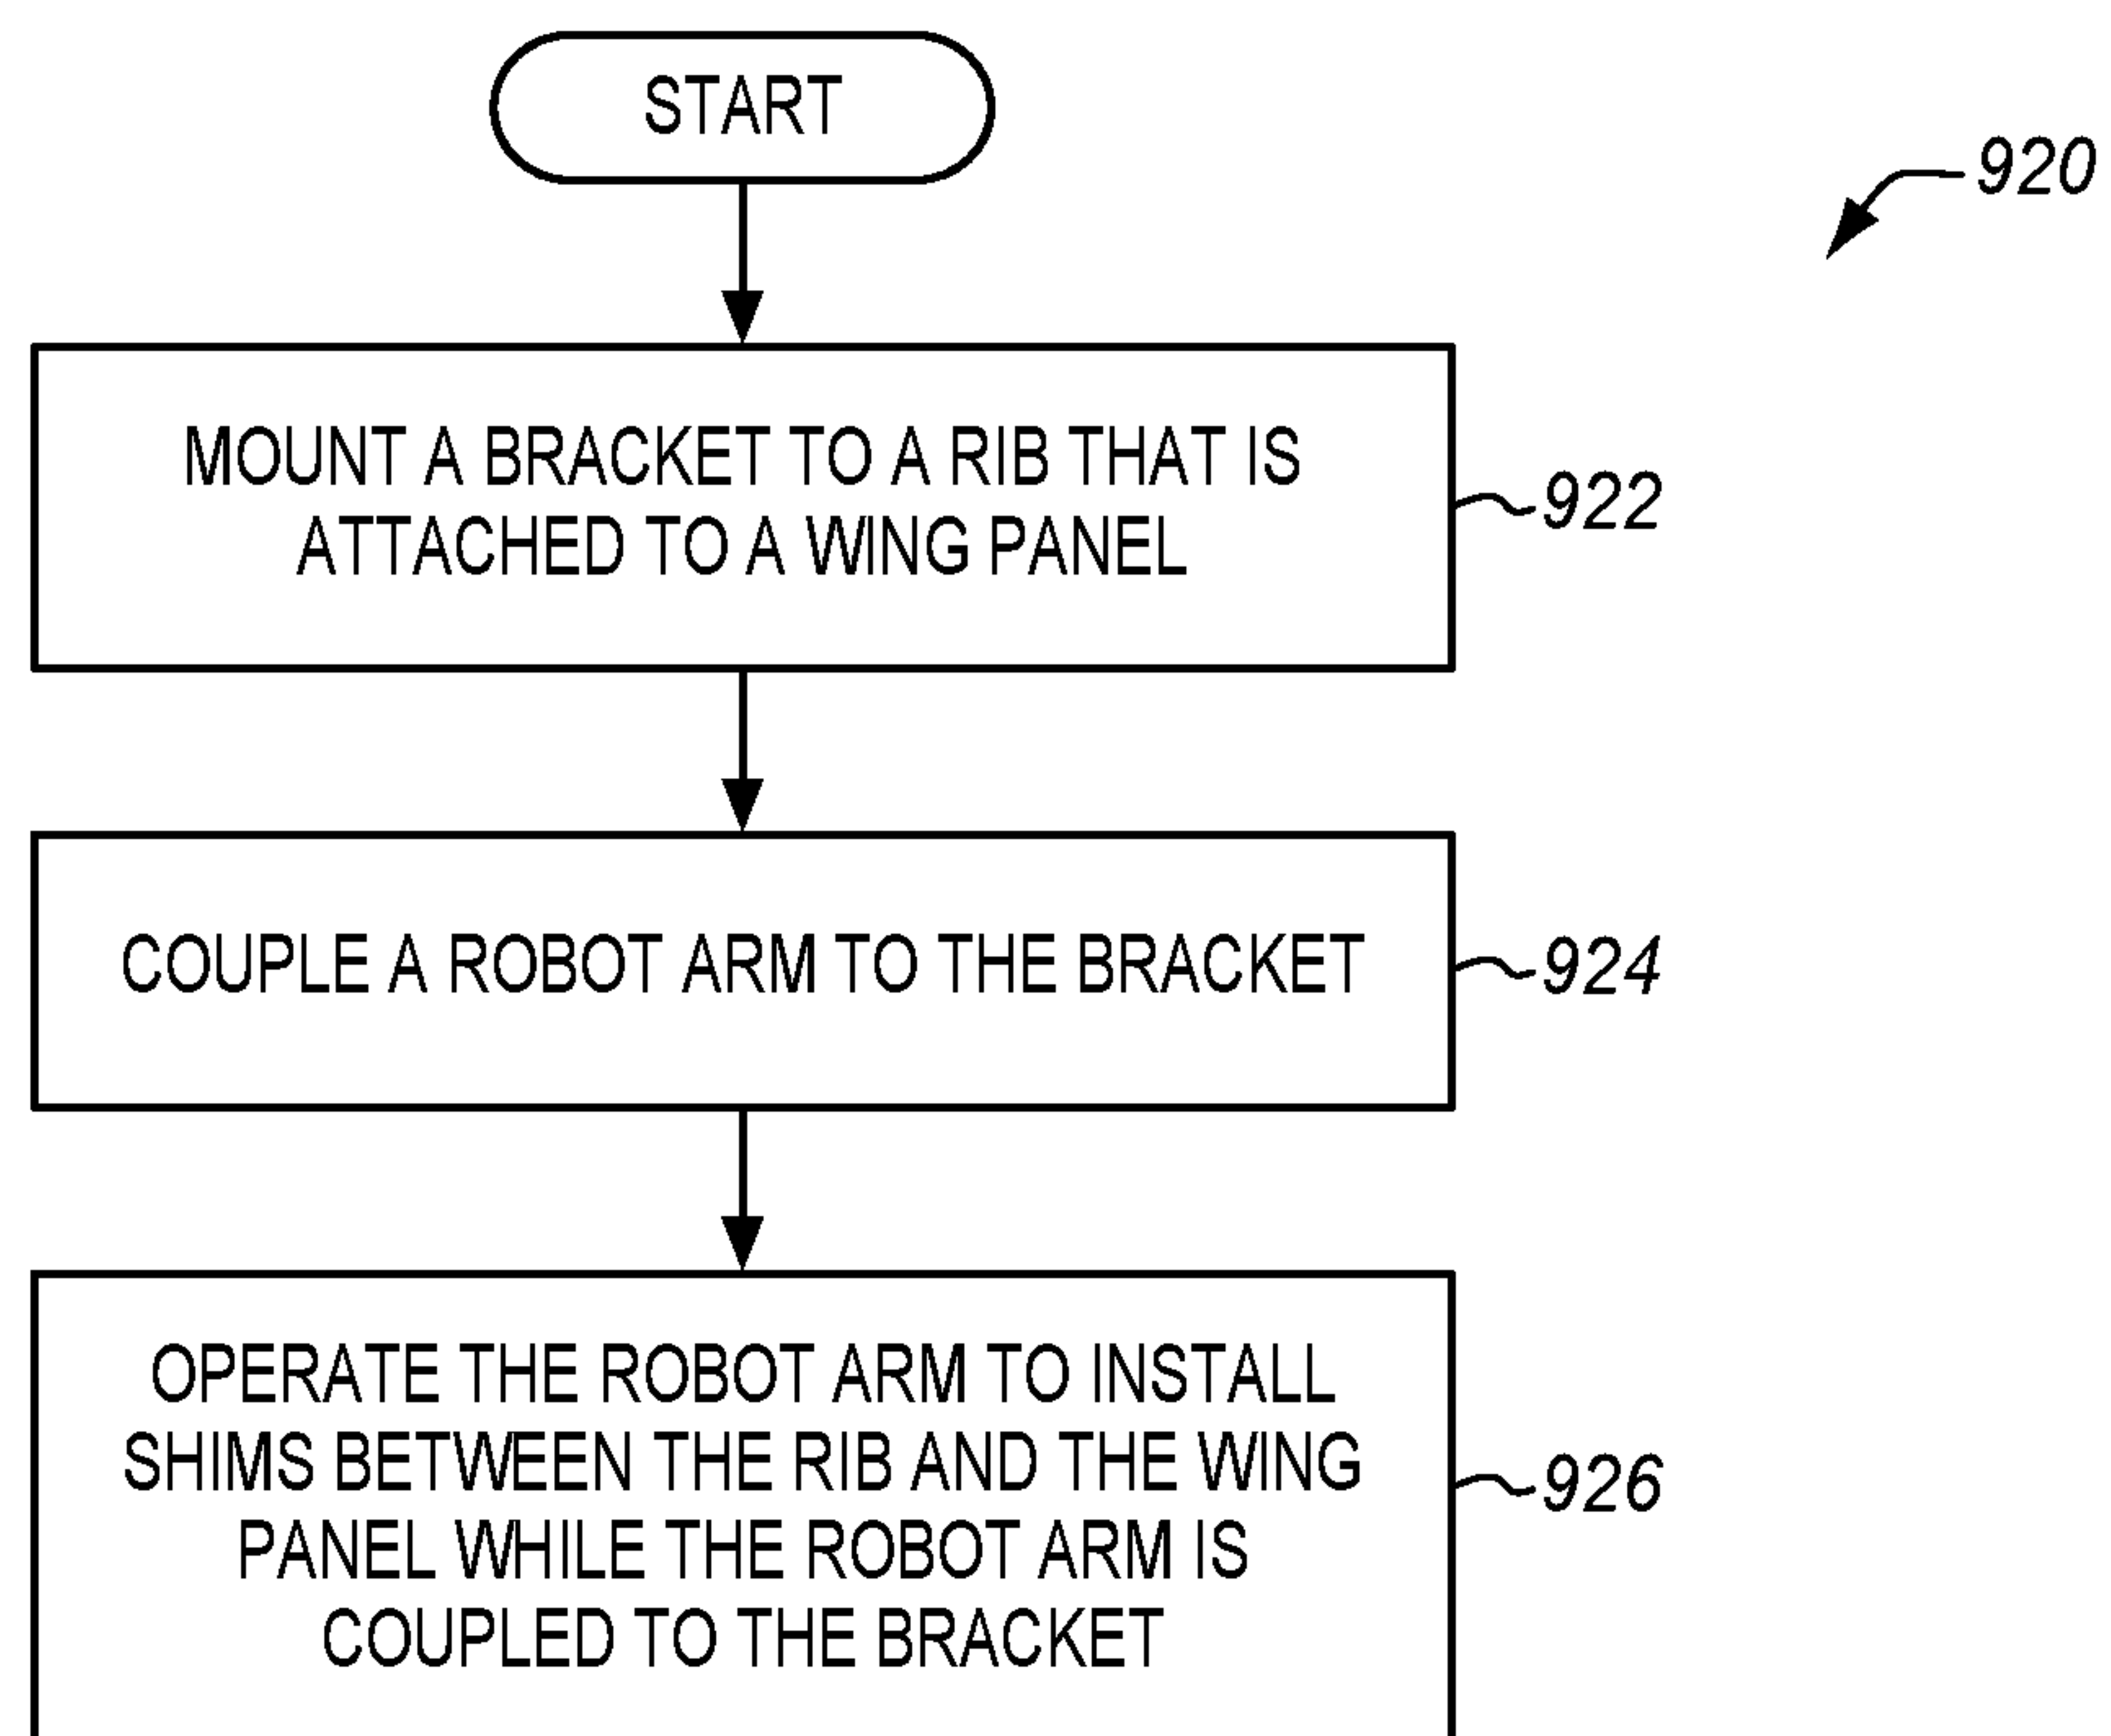 START
920
MOUNT A BRACKET TO A RIB THAT IS
ATTACHED TO A WING PANEL
922
COUPLE A ROBOT ARM TO THE BRACKET
924
OPERATE THE ROBOT ARM TO INSTALL
SHIMS BETWEEN THE RIB AND THE WING
PANEL WHILE THE ROBOT ARM IS
COUPLED TO THE BRACKET
926